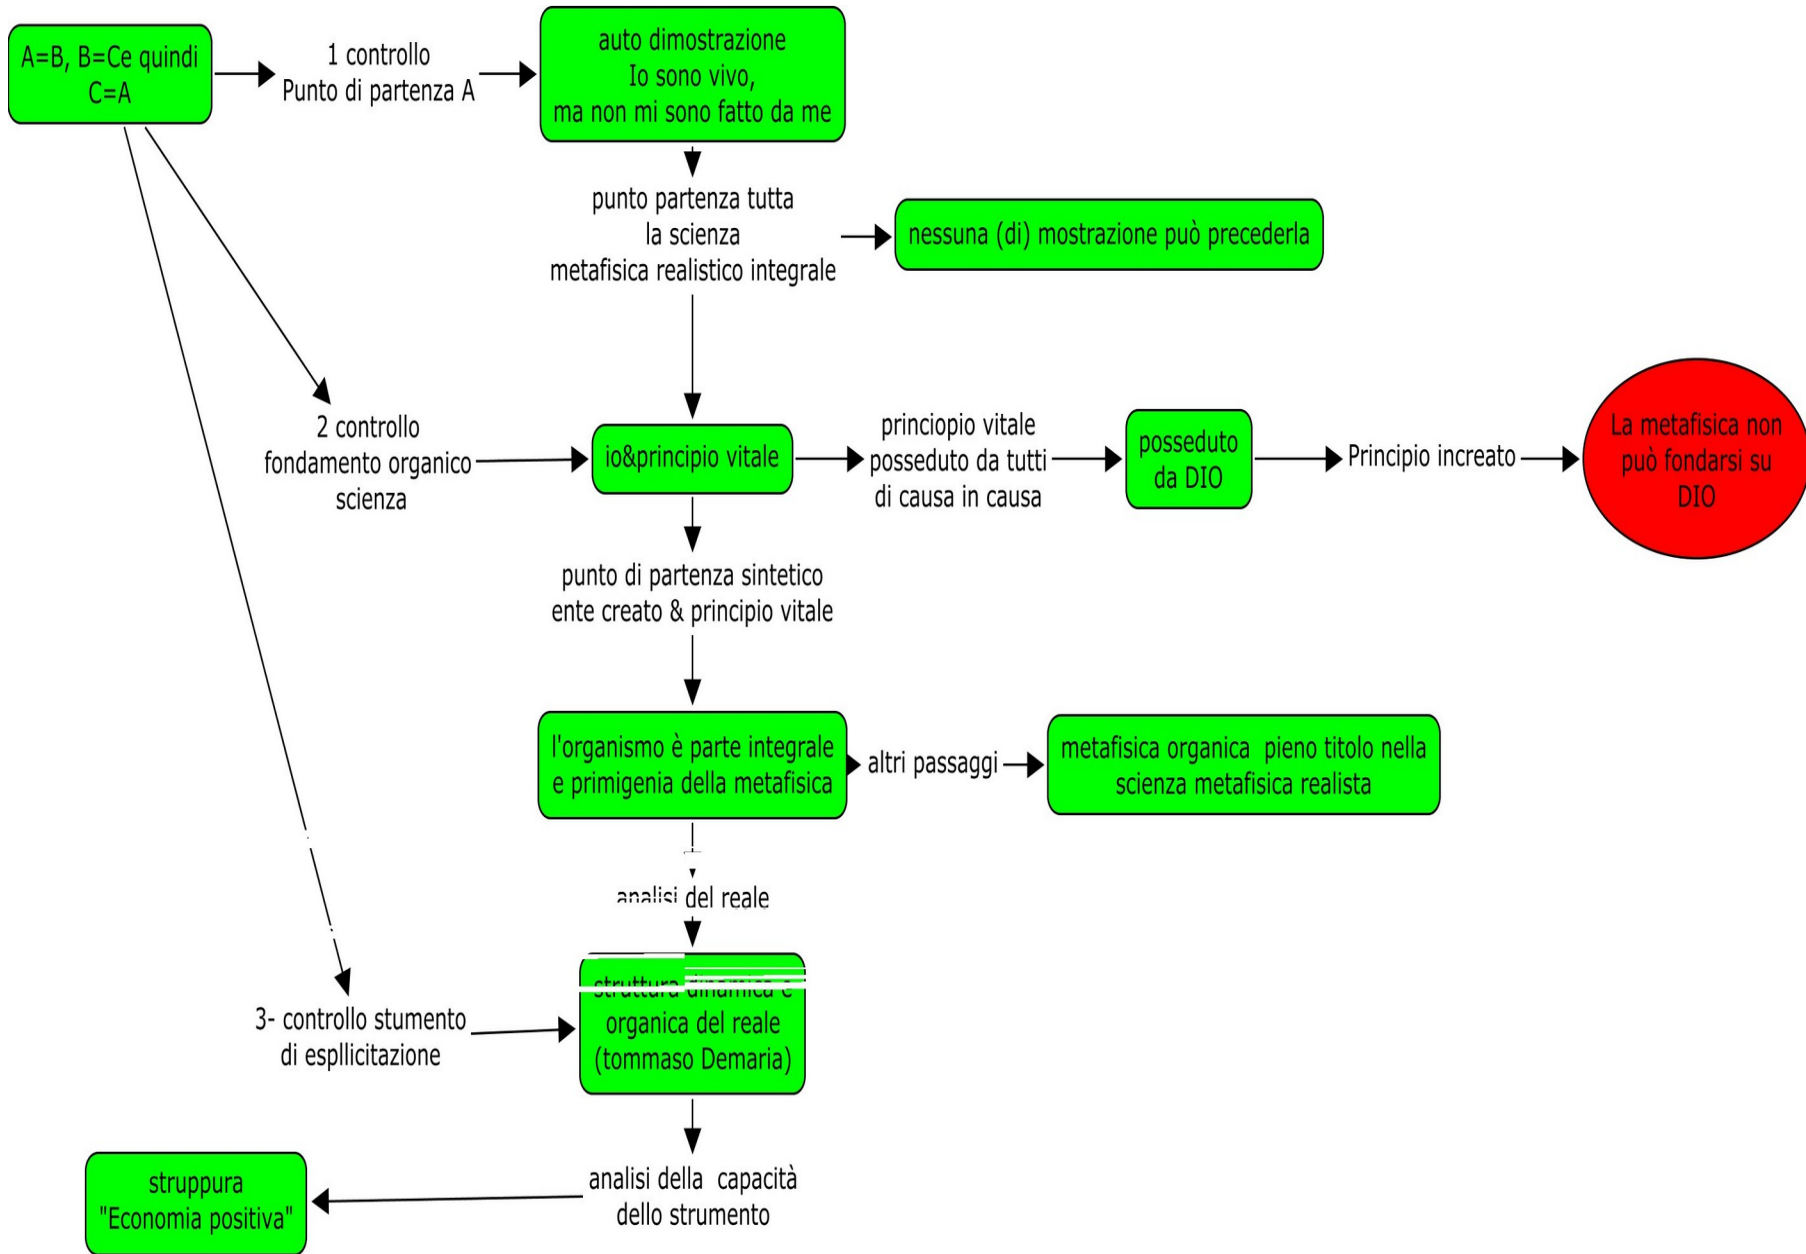 A=B, B=Ce quindi
C=A
1 controllo
Punto di partenza A
auto dimostrazione
Io sono vivo,
ma non mi sono fatto da me
punto partenza tutta
la scienza
metafisica realistico integrale
nessuna (di) mostrazione può precederla
2 controllo
fondamento organico
scienza
io&principio vitale
princiopio vitale
posseduto da tutti
di causa in causa
posseduto
da DIO
Principio increato
La metafisica non
può fondarsi su
DIO
punto di partenza sintetico
ente creato & principio vitale
l'organismo è parte integrale
e primigenia della metafisica
altri passaggi
metafisica organica  pieno titolo nella
scienza metafisica realista
analisi del reale
3- controllo stumento
di espllicitazione
struttura dinamica e
organica del reale
(tommaso Demaria)
analisi della  capacità
dello strumento
struppura
"Economia positiva"